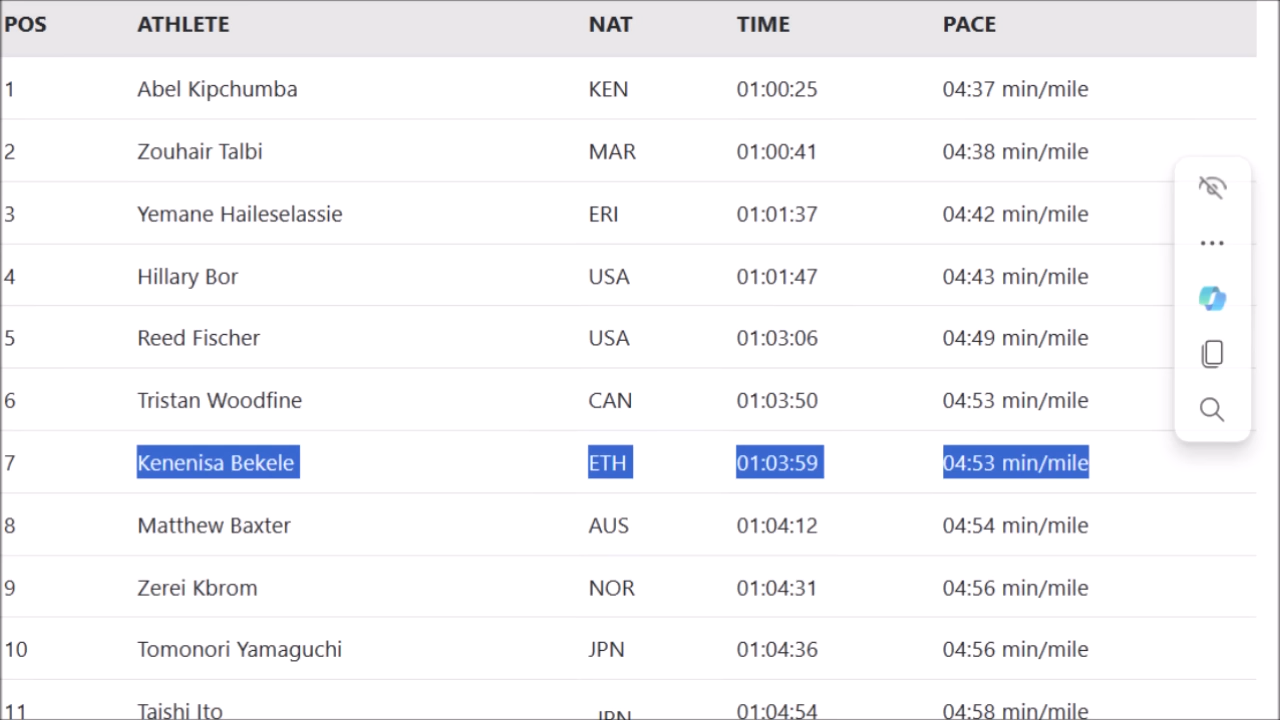 POS ATHLETE NAT TIME PACE
1 Abel Kipchumba KEN 01:00:25 04:37 min/mile
2 Zouhair Talbi MAR 01:00:41 04:38 min/mile
3 Yemane Haileselassie ERI 01:01:37 04:42 min/mile
4 Hillary Bor USA 01:01:47 04:43 min/mile
5 Reed Fischer USA 01:03:06 04:49 min/mile
6 Tristan Woodfine CAN 01:03:50 04:53 min/mile
7 Kenenisa Bekele ETH 01:03:59 04:53 min/mile
8 Matthew Baxter AUS 01:04:12 04:54 min/mile
9 Zerei Kbrom NOR 01:04:31 04:56 min/mile
10 Tomonori Yamaguchi JPN 01:04:36 04:56 min/mile
11 Taishi Ito JPN 01:04:54 04:58 min/mile